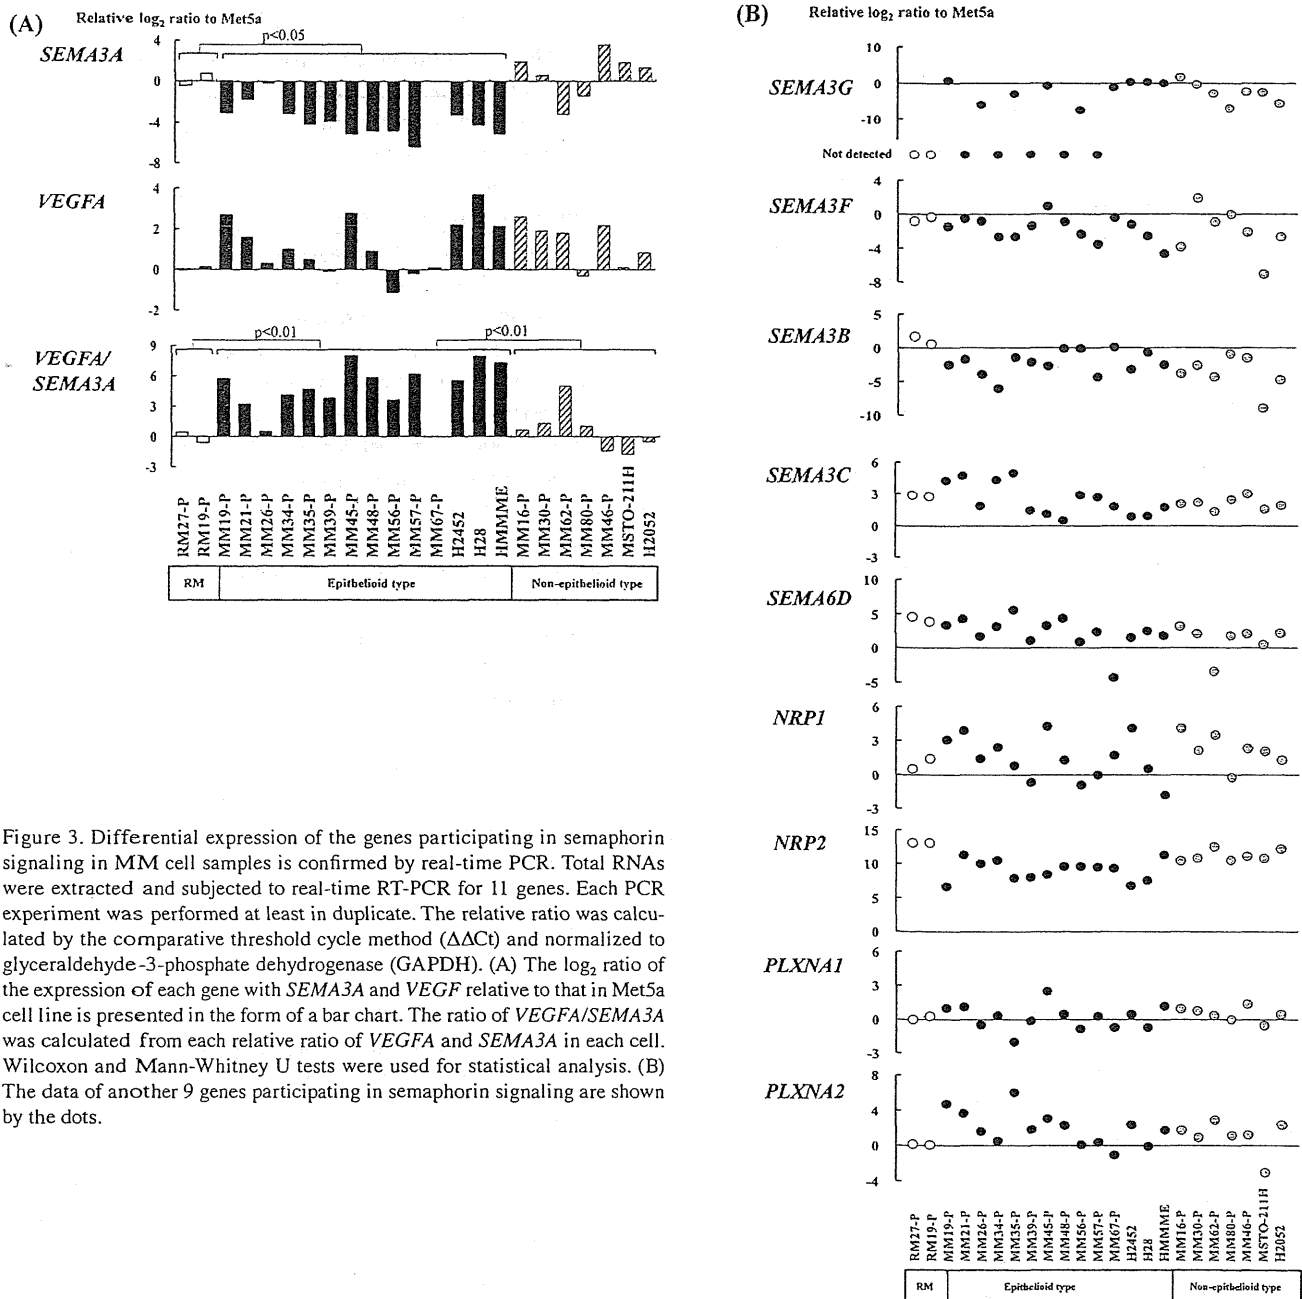 (A) Relative log2 ratio to Met5a
p<0.05
SEMA3A
4
0
-4
-8
VEGFA
4
2
0
-2
p<0.01 p<0.01
VEGFA/
SEMA3A
9
6
3
0
-3
RM27-P
RM19-P
MM19-P
MM21-P
MM26-P
MM34-P
MM35-P
MM39-P
MM45-P
MM48-P
MM56-P
MM57-P
MM67-P
H2452
H28
HMMME
MM16-P
MM30-P
MM62-P
MM80-P
MM46-P
MSTO-211H
H2052
RM Epithelioid type Non-epithelioid type
Figure 3. Differential expression of the genes participating in semaphorin
signaling in MM cell samples is confirmed by real-time PCR. Total RNAs
were extracted and subjected to real-time RT-PCR for 11 genes. Each PCR
experiment was performed at least in duplicate. The relative ratio was calcu-
lated by the comparative threshold cycle method (ΔΔCt) and normalized to
glyceraldehyde-3-phosphate dehydrogenase (GAPDH). (A) The log2 ratio of
the expression of each gene with SEMA3A and VEGF relative to that in Met5a
cell line is presented in the form of a bar chart. The ratio of VEGFA/SEMA3A
was calculated from each relative ratio of VEGFA and SEMA3A in each cell.
Wilcoxon and Mann-Whitney U tests were used for statistical analysis. (B)
The data of another 9 genes participating in semaphorin signaling are shown
by the dots.
(B) Relative log2 ratio to Met5a
SEMA3G
10
0
-10
Not detected
SEMA3F
4
0
-4
-8
SEMA3B
5
0
-5
-10
SEMA3C
6
3
0
-3
SEMA6D
10
5
0
-5
NRP1
6
3
0
-3
NRP2
15
10
5
0
PLXNA1
6
3
0
-3
PLXNA2
8
4
0
-4
RM27-P
RM19-P
MM19-P
MM21-P
MM26-P
MM34-P
MM35-P
MM39-P
MM45-P
MM48-P
MM56-P
MM57-P
MM67-P
H2452
H28
HMMME
MM16-P
MM30-P
MM62-P
MM80-P
MM46-P
MSTO-211H
H2052
RM Epithelioid type Non-epithelioid type